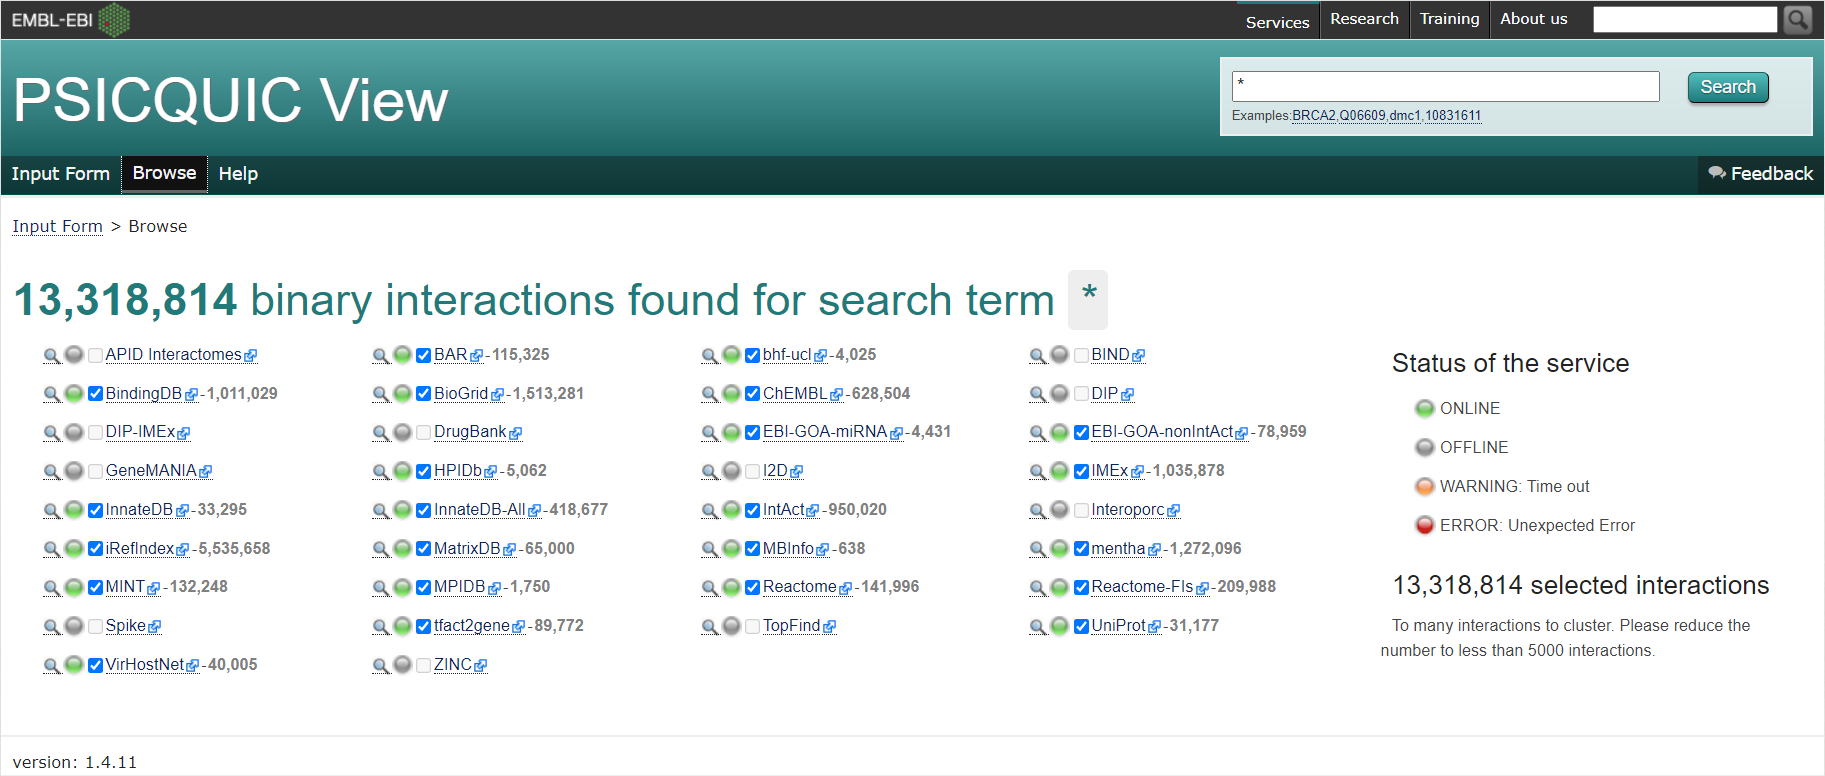 EMBL-EBI
Services Research Training About us
PSICQUIC View
*
Search
Examples:BRCA2,Q06609,dmc1,10831611
Input Form Browse Help Feedback
Input Form > Browse
13,318,814 binary interactions found for search term *
APID Interactomes BAR-115,325 bhf-ucl-4,025 BIND
BindingDB-1,011,029 BioGrid-1,513,281 ChEMBL-628,504 DIP
DIP-IMEx DrugBank EBI-GOA-miRNA-4,431 EBI-GOA-nonIntAct-78,959
GeneMANIA HPIDb-5,062 I2D IMEx-1,035,878
InnateDB-33,295 InnateDB-All-418,677 IntAct-950,020 Interoporc
iRefIndex-5,535,658 MatrixDB-65,000 MBInfo-638 mentha-1,272,096
MINT-132,248 MPIDB-1,750 Reactome-141,996 Reactome-FIs-209,988
Spike tfact2gene-89,772 TopFind UniProt-31,177
VirHostNet-40,005 ZINC
Status of the service
ONLINE
OFFLINE
WARNING: Time out
ERROR: Unexpected Error
13,318,814 selected interactions
To many interactions to cluster. Please reduce the
number to less than 5000 interactions.
version: 1.4.11